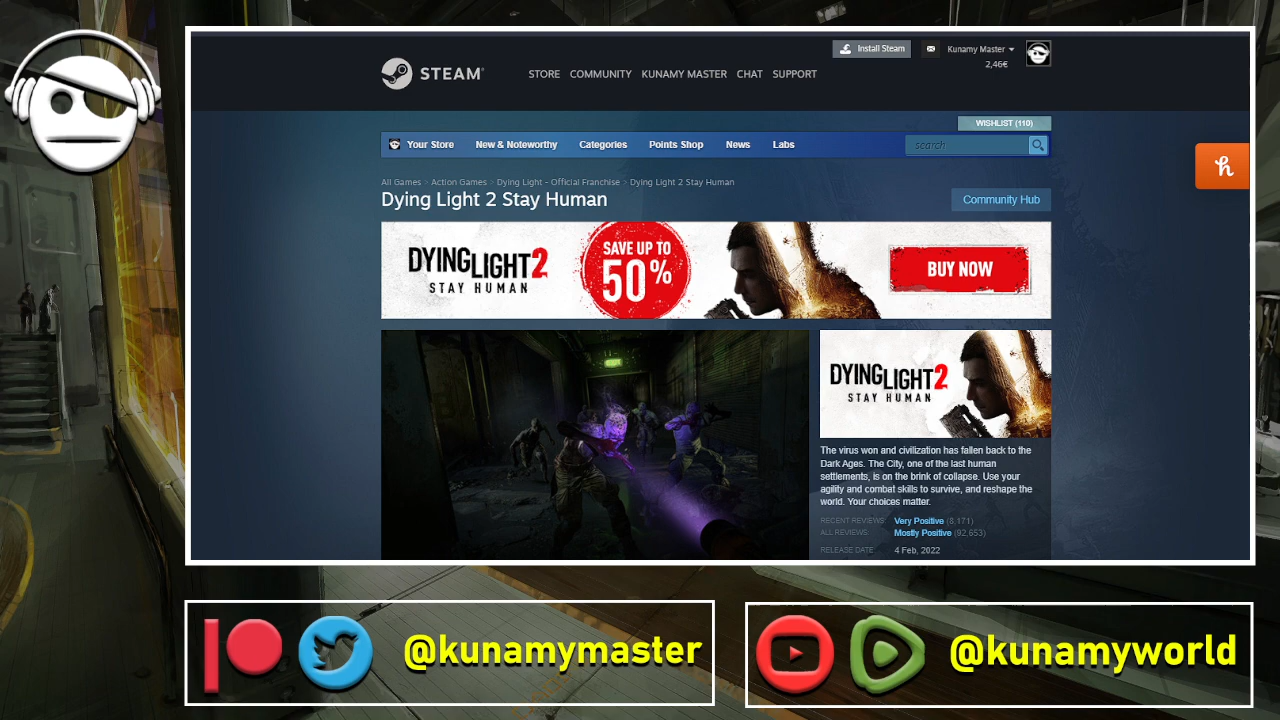 Install Steam
Kunamy Master
2,46€
STEAM®
STORE COMMUNITY KUNAMY MASTER CHAT SUPPORT
WISHLIST (110)
Your Store New & Noteworthy Categories Points Shop News Labs search
All Games > Action Games > Dying Light - Official Franchise > Dying Light 2 Stay Human
Dying Light 2 Stay Human
Community Hub
DYING LIGHT 2
STAY HUMAN
SAVE UP TO
50%
BUY NOW
DYING LIGHT 2
STAY HUMAN
The virus won and civilization has fallen back to the
Dark Ages. The City, one of the last human
settlements, is on the brink of collapse. Use your
agility and combat skills to survive, and reshape the
world. Your choices matter.
RECENT REVIEWS: Very Positive (8,171)
ALL REVIEWS: Mostly Positive (92,653)
RELEASE DATE: 4 Feb, 2022
@kunamymaster
@kunamyworld